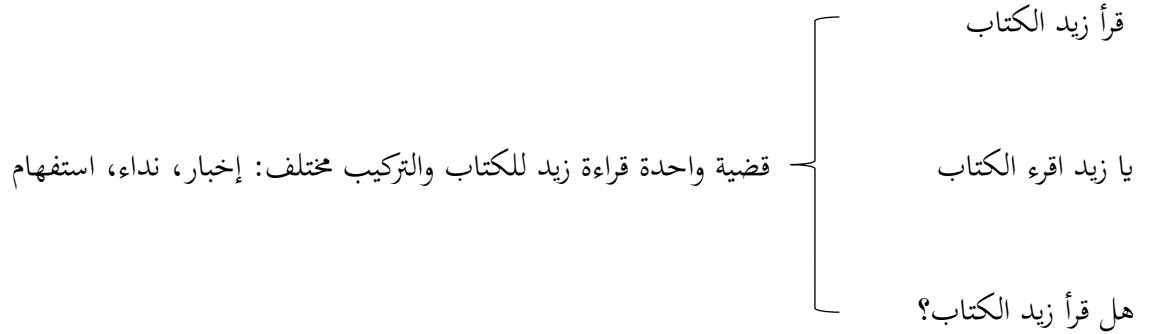 قرأ زيد الكتاب
يا زيد اقرء الكتاب
قضية واحدة قراءة زيد للكتاب والتركيب مختلف: إخبار، نداء، استفهام
هل قرأ زيد الكتاب؟